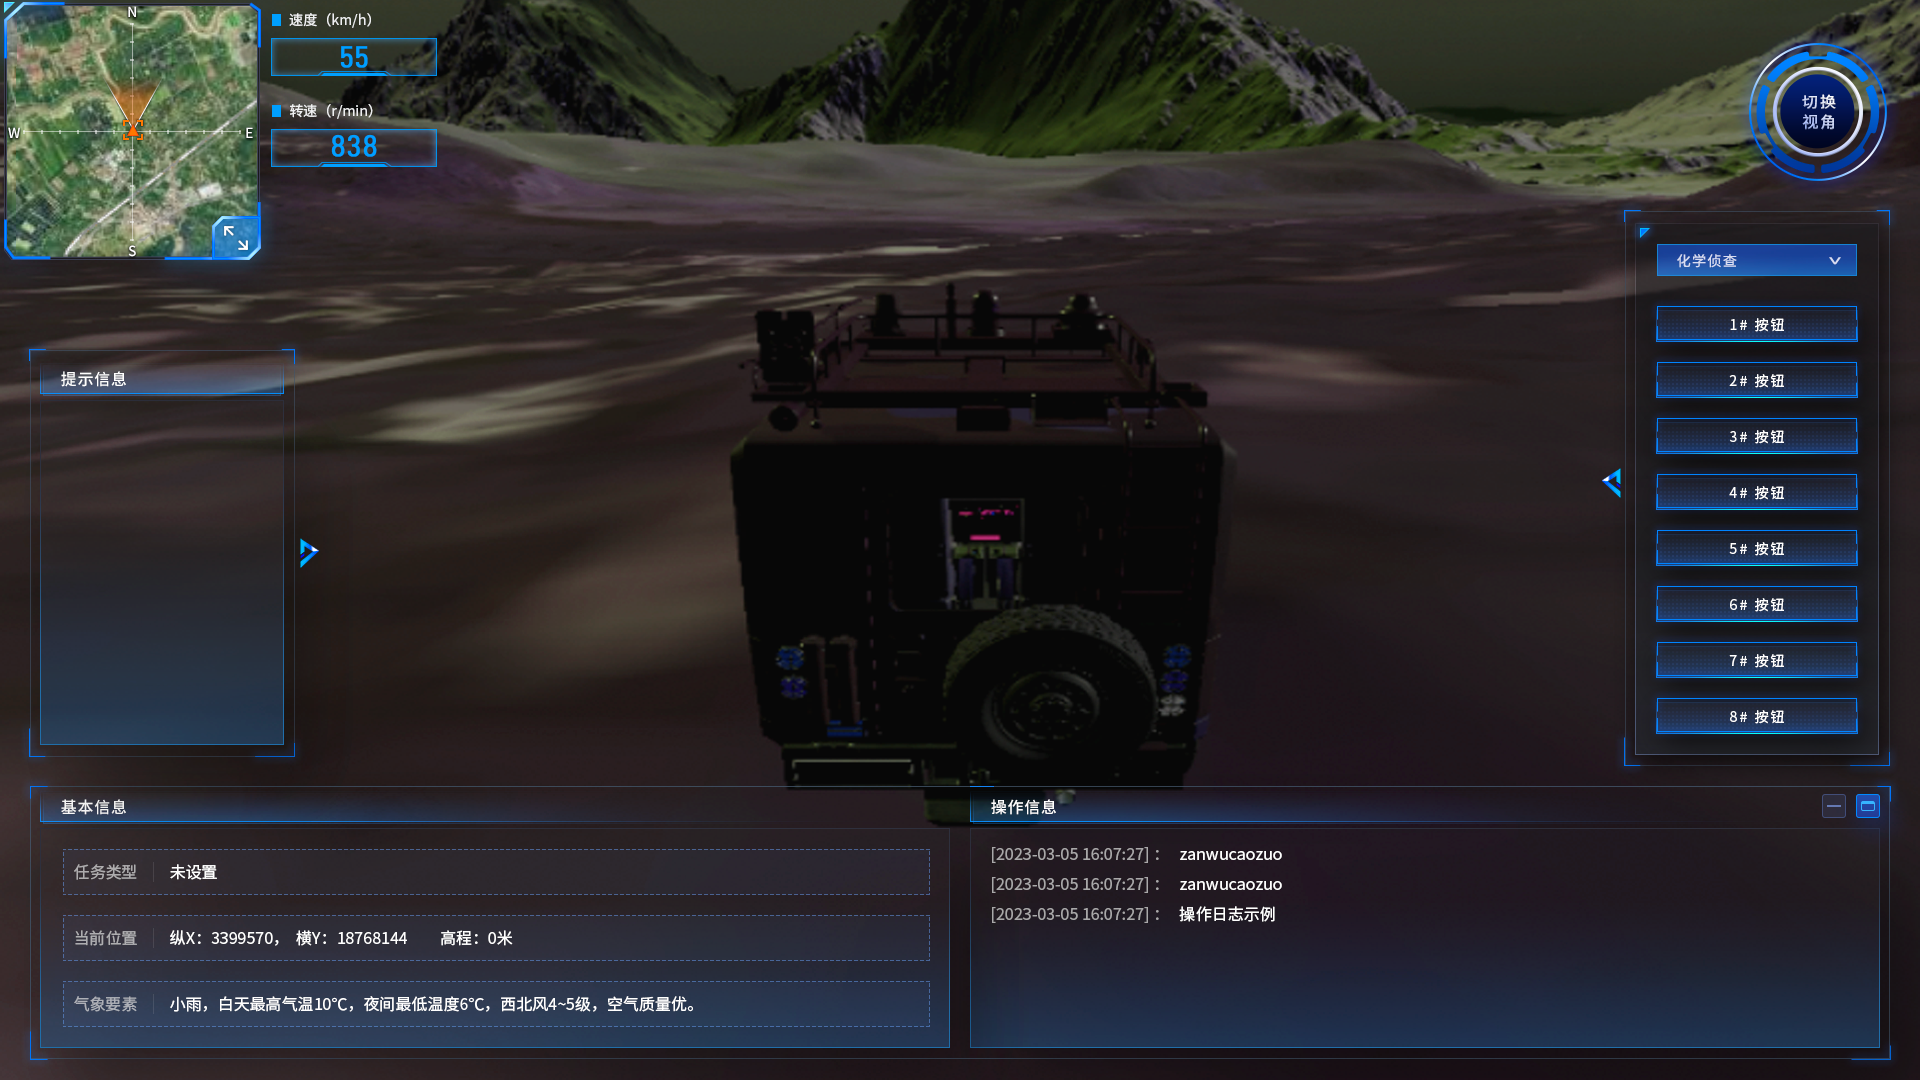 N
W
E
S
速度（km/h）
55
转速（r/min）
838
切换
视角
化学侦查
1# 按钮
2# 按钮
3# 按钮
4# 按钮
5# 按钮
6# 按钮
7# 按钮
8# 按钮
提示信息
基本信息
任务类型 未设置
当前位置 纵X：3399570， 横Y：18768144 高程：0米
气象要素 小雨，白天最高气温10℃，夜间最低温度6℃，西北风4~5级，空气质量优。
操作信息
[2023-03-05 16:07:27]： zanwucaozuo
[2023-03-05 16:07:27]： zanwucaozuo
[2023-03-05 16:07:27]： 操作日志示例